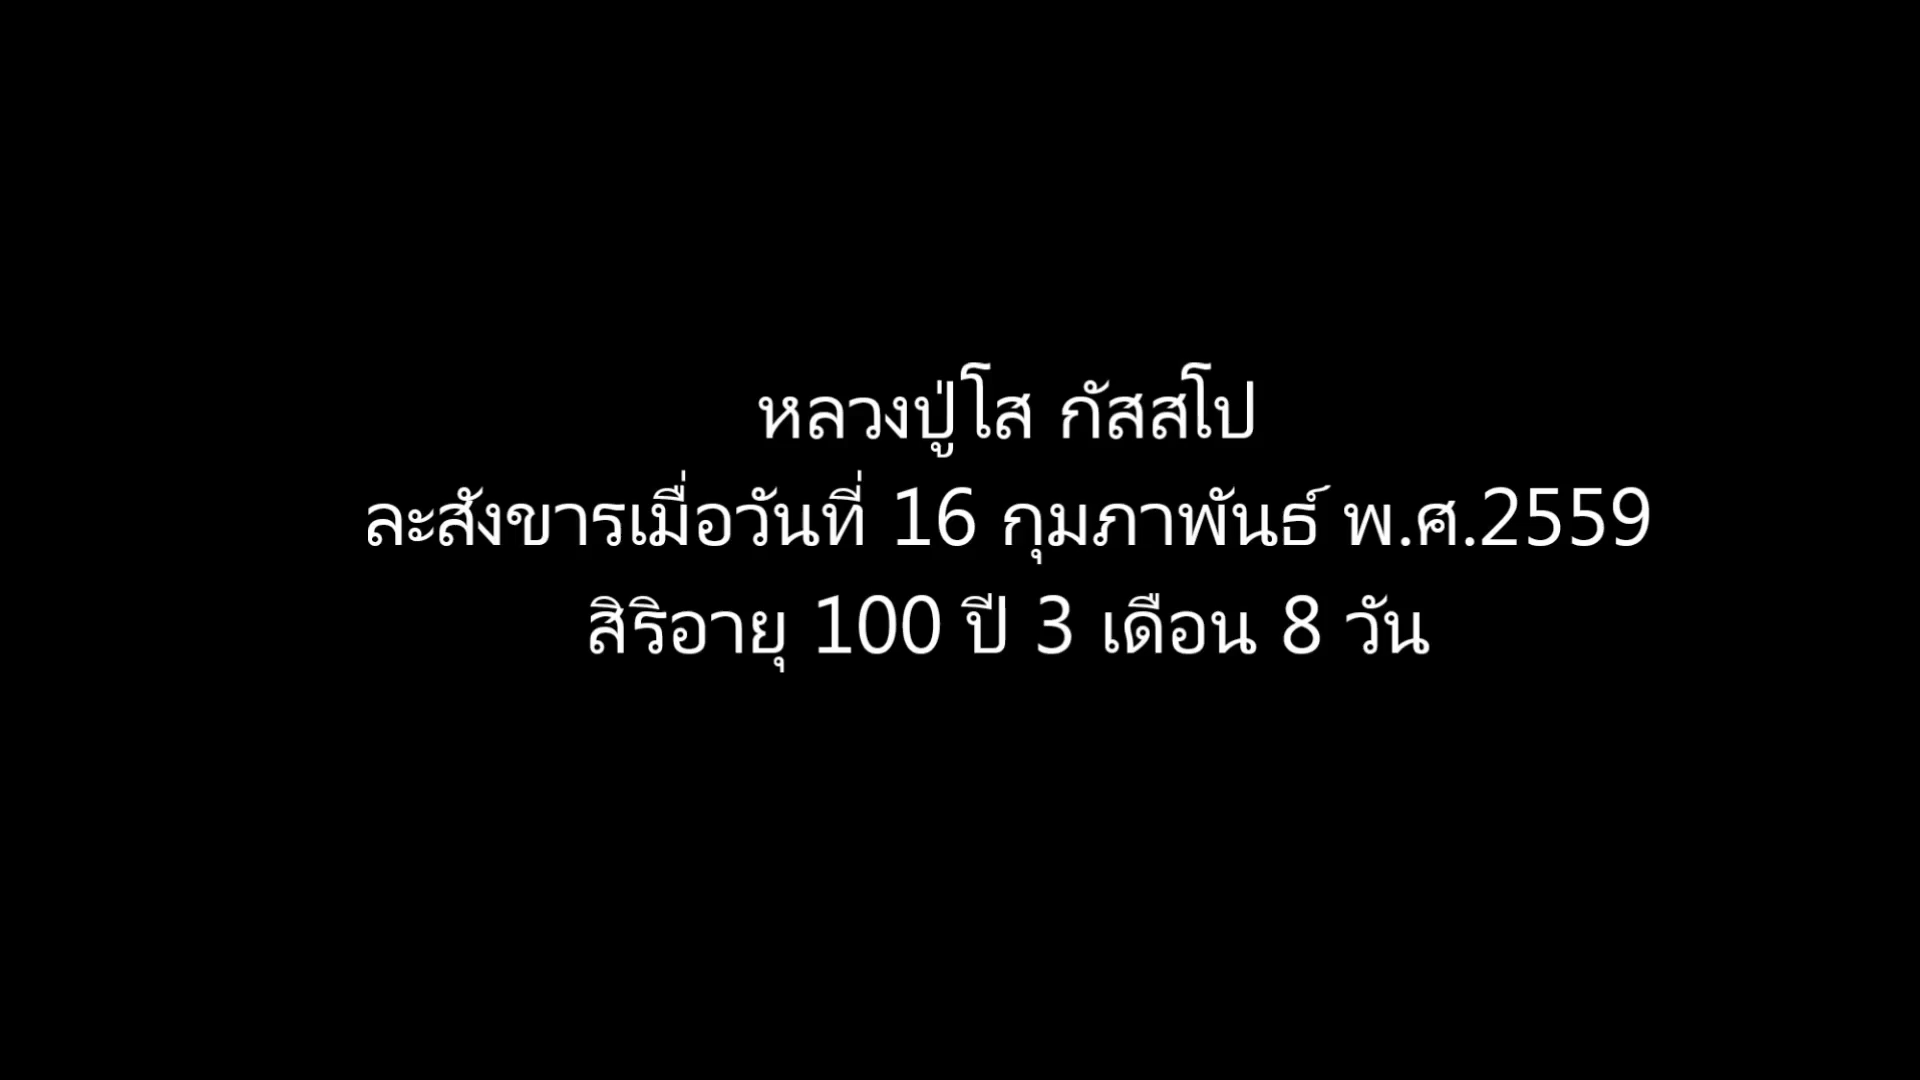 หลวงปู่โส กัสสโป
ละสังขารเมื่อวันที่ 16 กุมภาพันธ์ พ.ศ.2559
สิริอายุ 100 ปี 3 เดือน 8 วัน